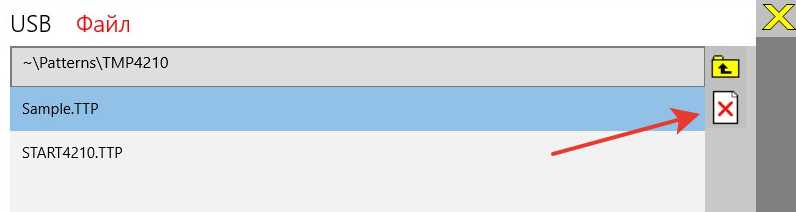 USB Файл
~\Patterns\TMP4210
Sample.TTP
START4210.TTP